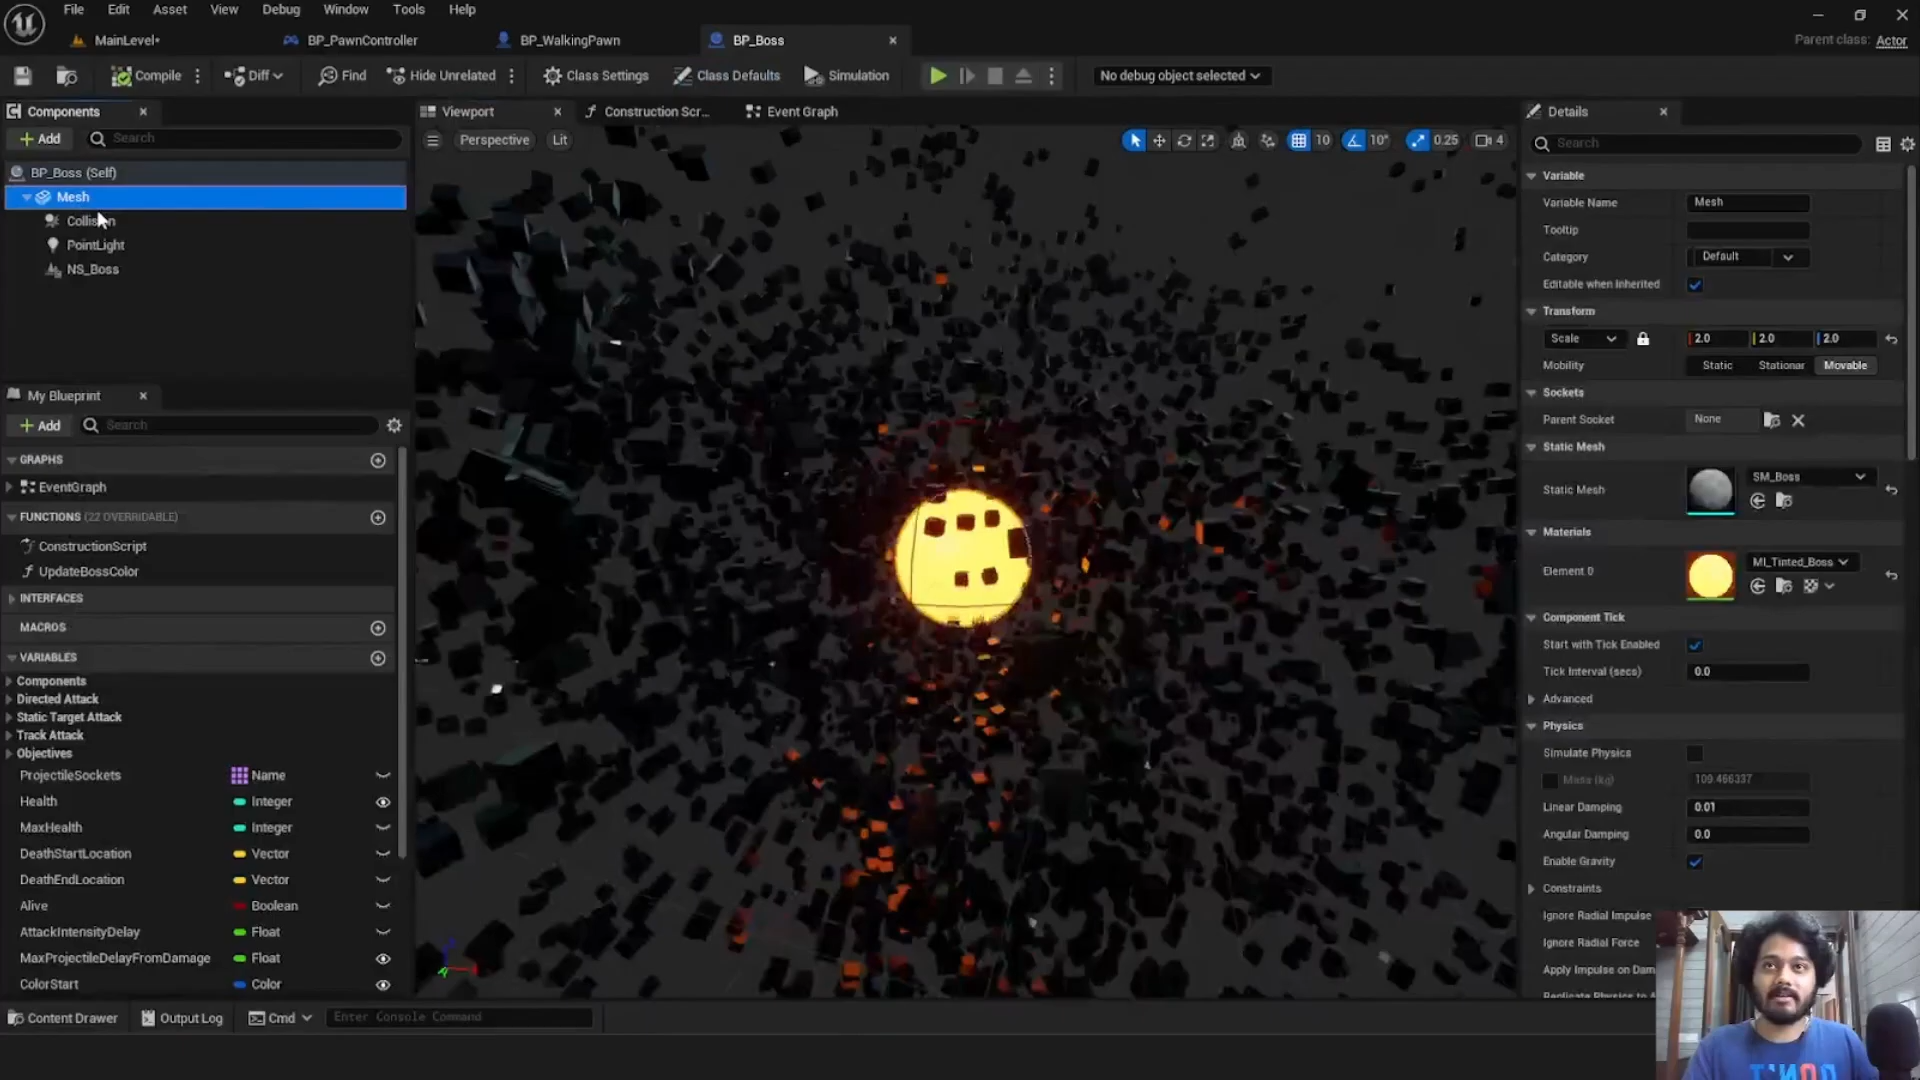 File Edit View Asset Debug Window Tools Help
MainLevel•
BP_PawnController
BP_WalkingPawn
BP_Boss
Parent class: Actor
Compile
Diff
Find
Hide Unrelated
Class Settings
Class Defaults
Simulation
No debug object selected
Components
Add
Search
BP_Boss (Self)
Mesh
Collision
PointLight
NS_Boss
My Blueprint
Add
Search
GRAPHS
EventGraph
FUNCTIONS (22 OVERRIDABLE)
ConstructionScript
UpdateBossColor
INTERFACES
MACROS
VARIABLES
Components
Directed Attack
Static Target Attack
Track Attack
Objectives
ProjectileSockets Name
Health Integer
MaxHealth Integer
DeathStartLocation Vector
DeathEndLocation Vector
Alive Boolean
AttackIntensityDelay Float
MaxProjectileDelayFromDamage Float
ColorStart Color
Viewport
Construction Scr...
Event Graph
Perspective
Lit
10
10°
0.25
4
Details
Search
Variable
Variable Name Mesh
Tooltip
Category Default
Editable when Inherited
Transform
Scale 2.0 2.0 2.0
Mobility Static Stationar Movable
Sockets
Parent Socket None
Static Mesh
Static Mesh SM_Boss
Materials
Element 0 MI_Tinted_Boss
Component Tick
Start with Tick Enabled
Tick Interval (secs) 0.0
Advanced
Physics
Simulate Physics
Mass (kg) 109.466337
Linear Damping 0.01
Angular Damping 0.0
Enable Gravity
Constraints
Ignore Radial Impulse
Ignore Radial Force
Apply Impulse on Dam
Replicate Physics to A
Content Drawer
Output Log
Cmd
Enter Console Command
DON'T